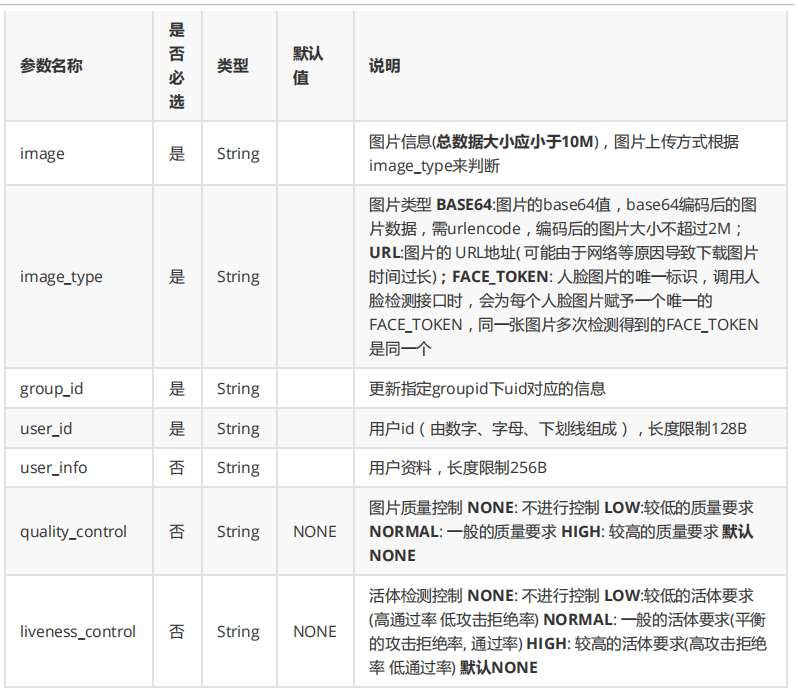 参数名称 是否必选 类型 默认值 说明
image 是 String 图片信息(总数据大小应小于10M)，图片上传方式根据
image_type来判断
image_type 是 String 图片类型 BASE64:图片的base64值，base64编码后的图
片数据，需urlencode，编码后的图片大小不超过2M；
URL:图片的 URL地址( 可能由于网络等原因导致下载图片
时间过长)；FACE_TOKEN: 人脸图片的唯一标识，调用人
脸检测接口时，会为每个人脸图片赋予一个唯一的
FACE_TOKEN，同一张图片多次检测得到的FACE_TOKEN
是同一个
group_id 是 String 更新指定groupid下uid对应的信息
user_id 是 String 用户id（由数字、字母、下划线组成），长度限制128B
user_info 否 String 用户资料，长度限制256B
quality_control 否 String NONE 图片质量控制 NONE: 不进行控制 LOW:较低的质量要求
NORMAL: 一般的质量要求 HIGH: 较高的质量要求 默认
NONE
liveness_control 否 String NONE 活体检测控制 NONE: 不进行控制 LOW:较低的活体要求
(高通过率 低攻击拒绝率) NORMAL: 一般的活体要求(平衡
的攻击拒绝率, 通过率) HIGH: 较高的活体要求(高攻击拒绝
率 低通过率) 默认NONE